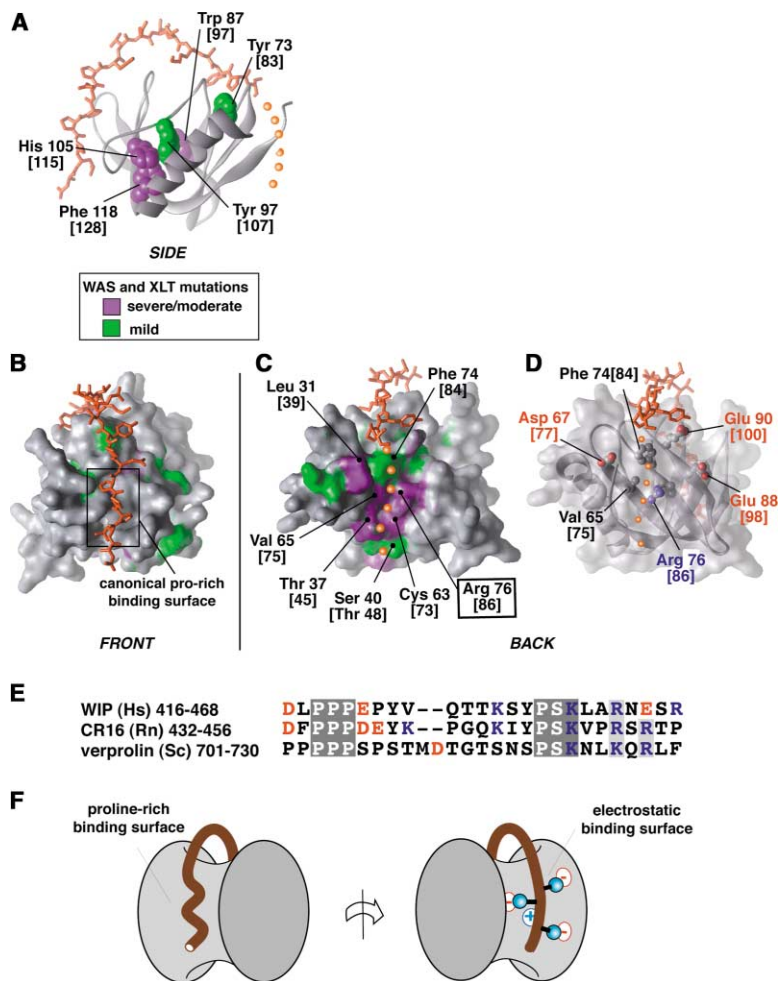 A
Trp 87
[97]
Tyr 73
[83]
His 105
[115]
Phe 118
[128]
Tyr 97
[107]
SIDE
WAS and XLT mutations
severe/moderate
mild
B
canonical pro-rich
binding surface
FRONT
C
Leu 31
[39]
Phe 74
[84]
Val 65
[75]
Thr 37
[45]
Ser 40
[Thr 48]
Cys 63
[73]
Arg 76
[86]
BACK
D
Phe 74[84]
Asp 67
[77]
Glu 90
[100]
Val 65
[75]
Glu 88
[98]
Arg 76
[86]
E
WIP (Hs) 416-468 DLPPPEPYV--QTTKSYPSKLARNESR
CR16 (Rn) 432-456 DFPPPDEYK--PGQKIYPSKVPRSRTP
verprolin (Sc) 701-730 PPPPPSPSTMDTGTSNSPSKNLKQRLF
F
proline-rich
binding surface
electrostatic
binding surface
- - + -